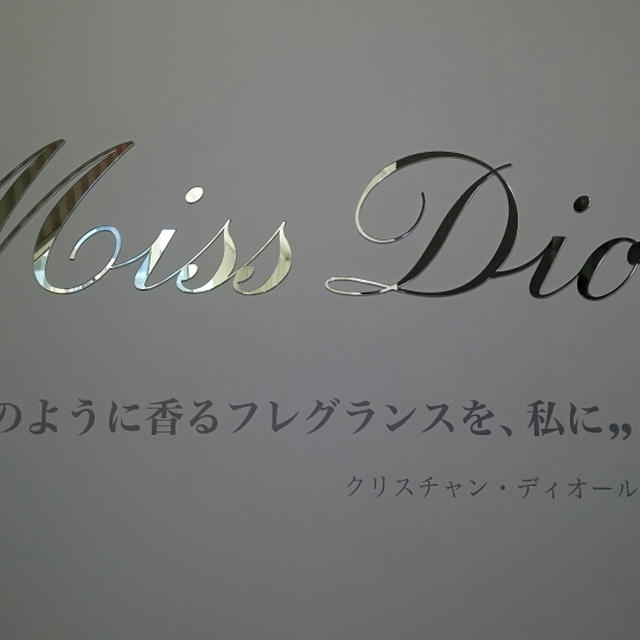 Miss Dio
のように香るフレグランスを、私に„
クリスチャン・ディオール